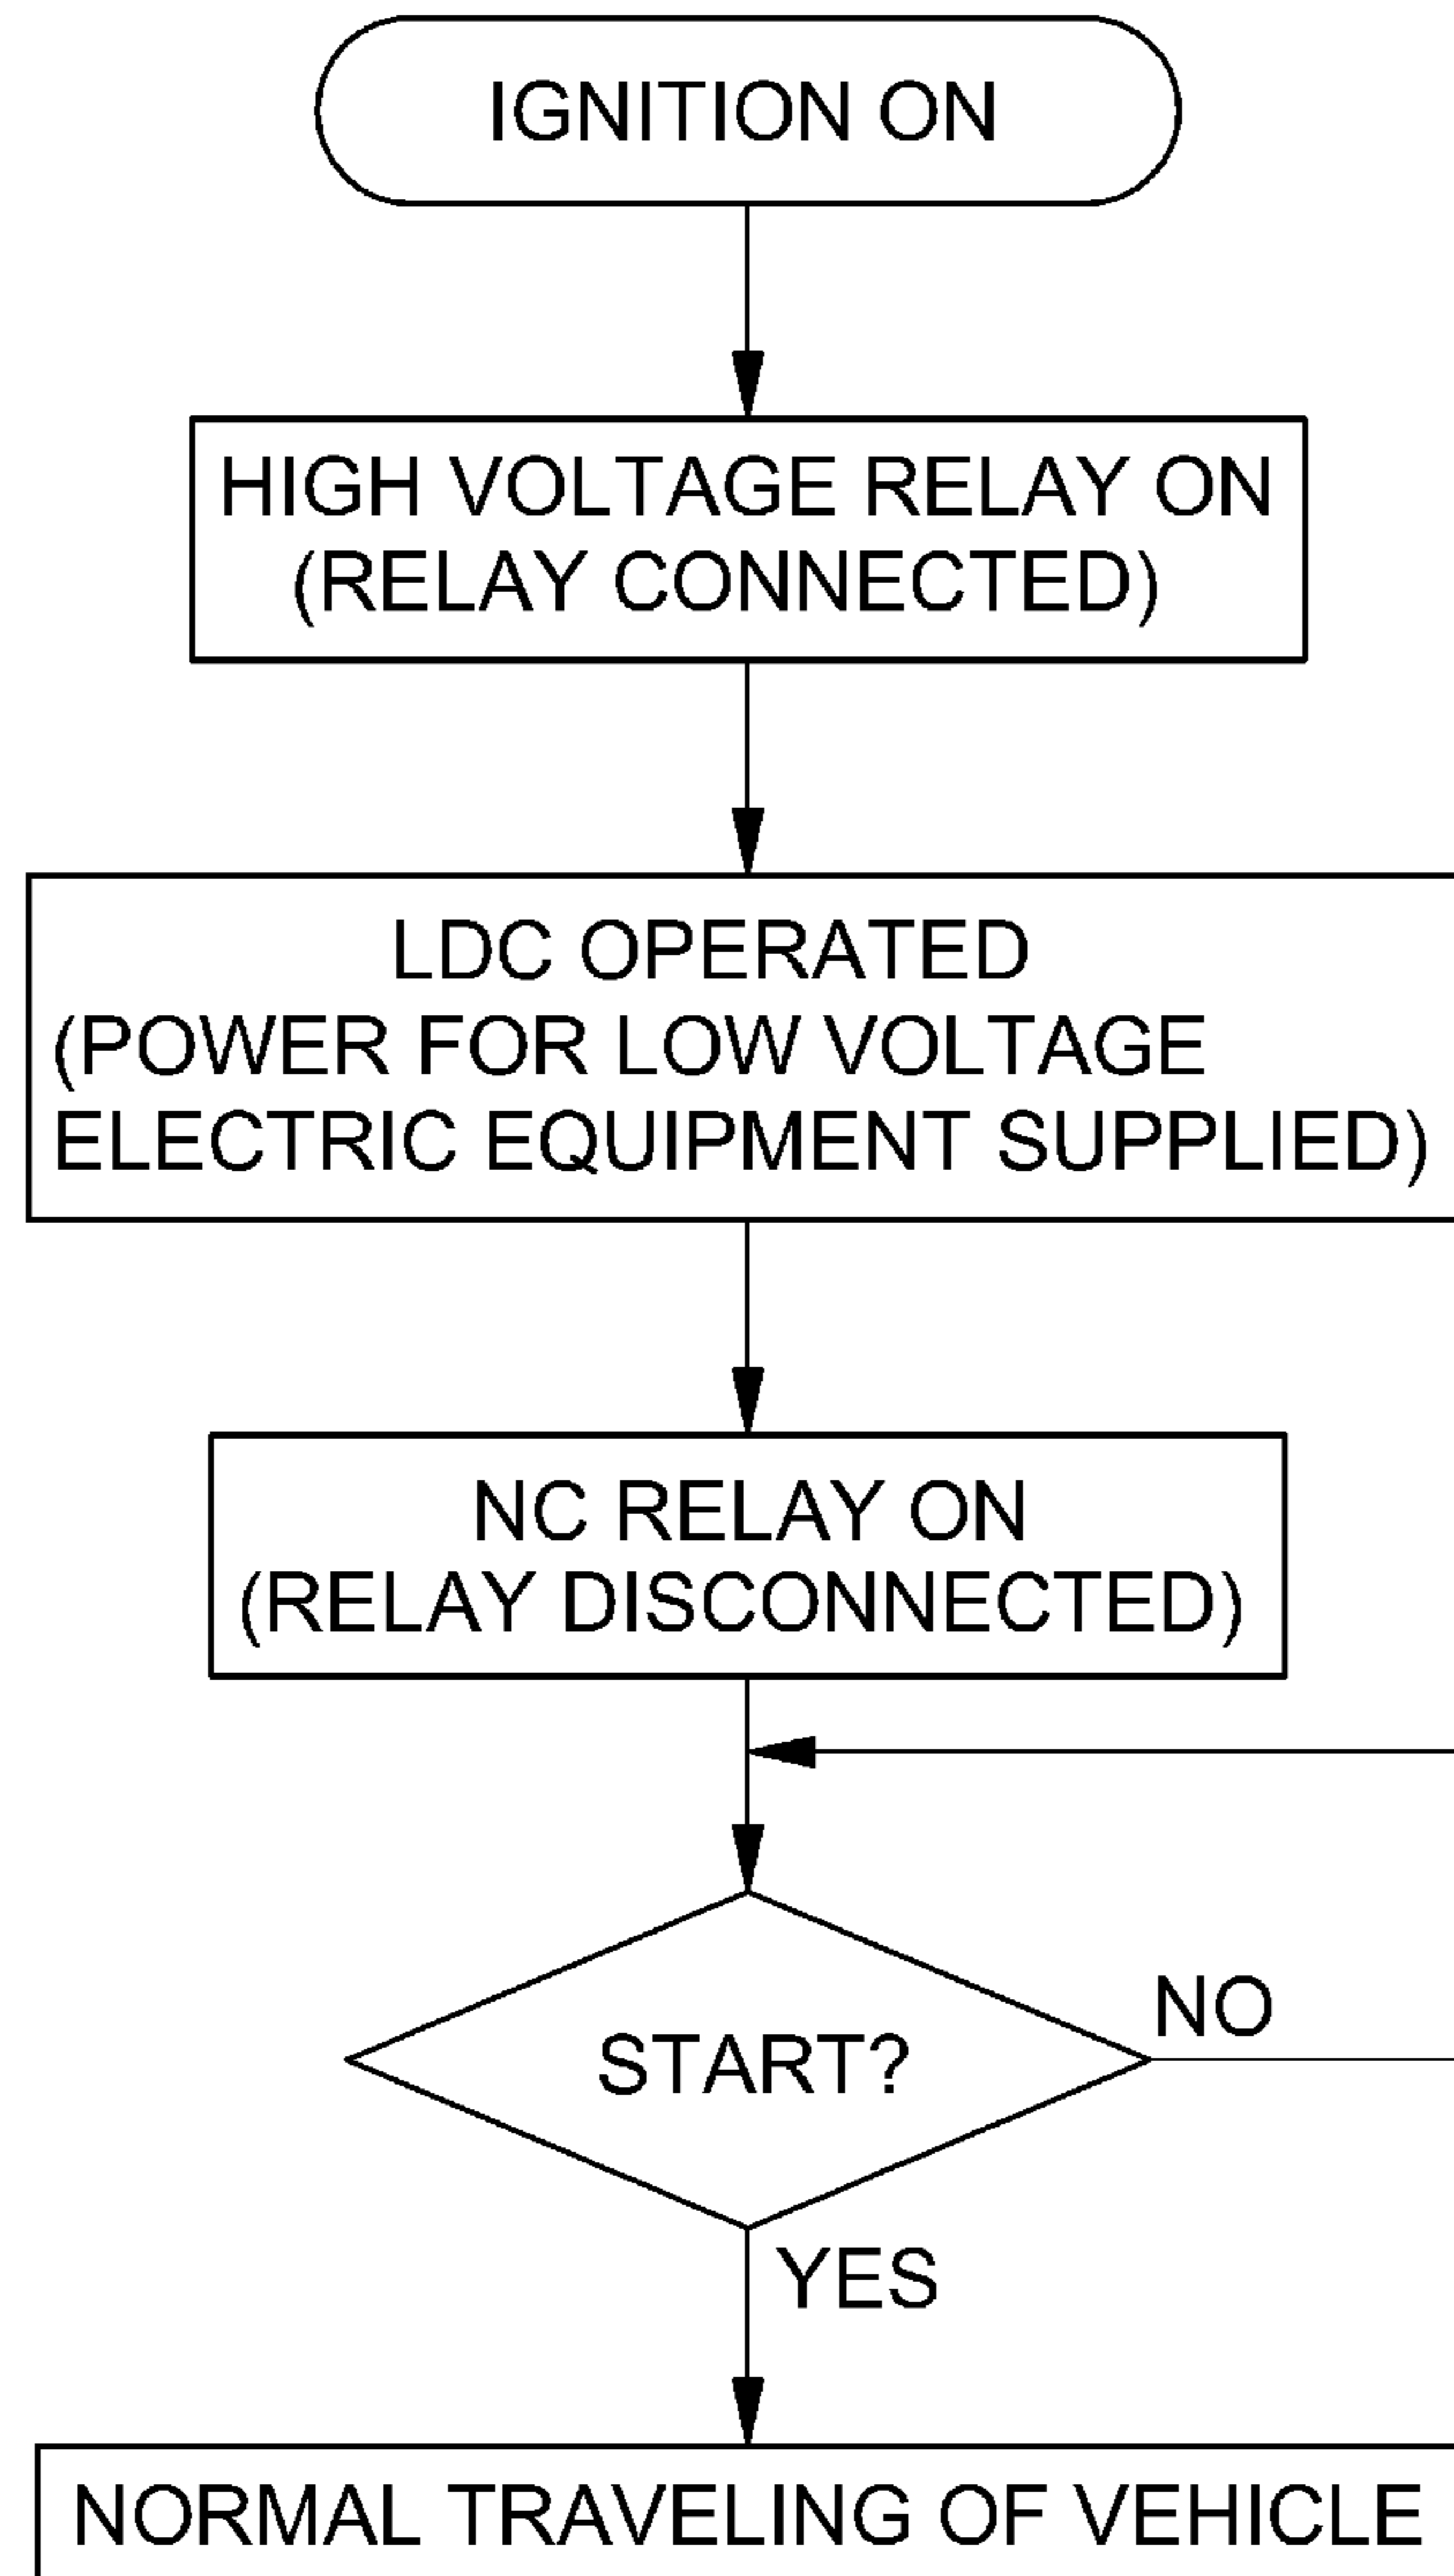 IGNITION ON
HIGH VOLTAGE RELAY ON
(RELAY CONNECTED)
LDC OPERATED
(POWER FOR LOW VOLTAGE
ELECTRIC EQUIPMENT SUPPLIED)
NC RELAY ON
(RELAY DISCONNECTED)
START?
NO
YES
NORMAL TRAVELING OF VEHICLE